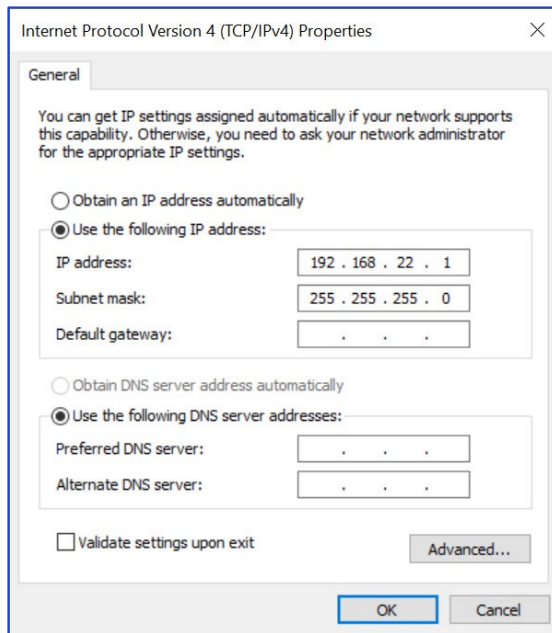 Internet Protocol Version 4 (TCP/IPv4) Properties
General
You can get IP settings assigned automatically if your network supports
this capability. Otherwise, you need to ask your network administrator
for the appropriate IP settings.
Obtain an IP address automatically
Use the following IP address:
IP address: 192 . 168 . 22 . 1
Subnet mask: 255 . 255 . 255 . 0
Default gateway: . . .
Obtain DNS server address automatically
Use the following DNS server addresses:
Preferred DNS server: . . .
Alternate DNS server: . . .
Validate settings upon exit
Advanced...
OK Cancel